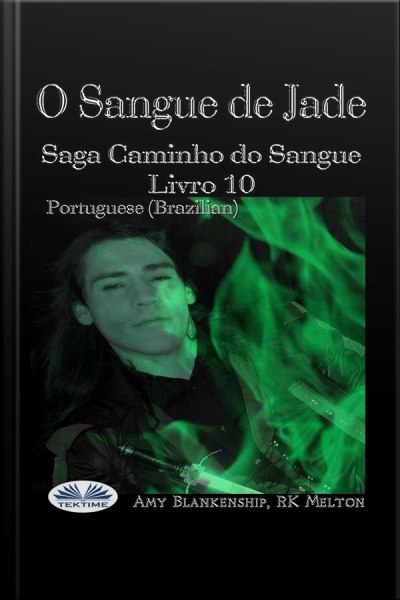 O Sangue de Jade
Saga Caminho do Sangue
Livro 10
Portuguese (Brazilian)
TEKTIME
Amy Blankenship, RK Melton